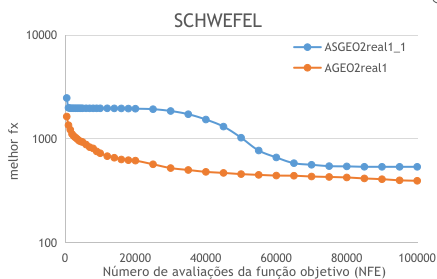 SCHWEFEL
10000
ASGEO2real1_1
AGEO2real1
melhor fx
1000
100
0 20000 40000 60000 80000 100000
Número de avaliações da função objetivo (NFE)